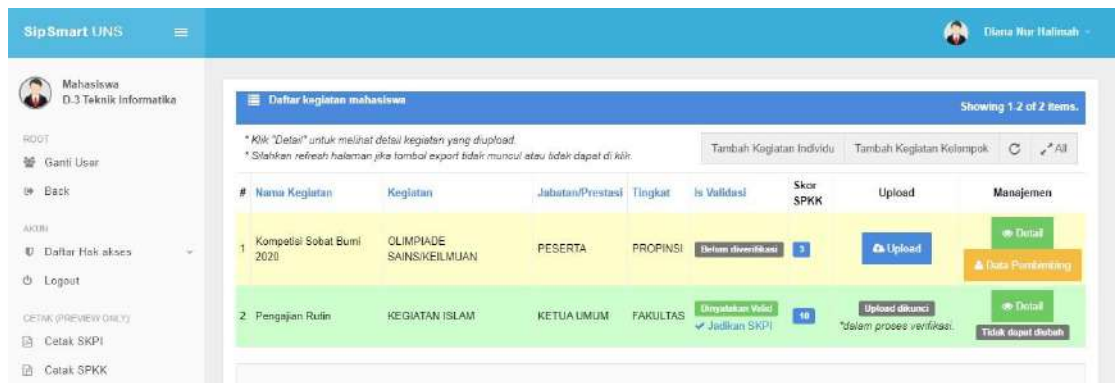 SipSmart UNS
Diana Nur Halimah
Mahasiswa
D.3 Teknik Informatika
ROOT
Ganti User
Back
AKUN
Daftar Hak akses
Logout
CETAK (PREVIEW ONLY)
Cetak SKPI
Cetak SPKK
Daftar kegiatan mahasiswa
Showing 1-2 of 2 items.
* Klik "Detail" untuk melihat detail kegiatan yang diupload.
* Silahkan refresh halaman jika tombol export tidak muncul atau tidak dapat di klik.
Tambah Kegiatan Individu
Tambah Kegiatan Kelompok
All
# Nama Kegiatan Kegiatan Jabatan/Prestasi Tingkat Is Validasi Skor SPKK Upload Manajemen
1 Kompetisi Sobat Bumi 2020 OLIMPIADE SAINS/KEILMUAN PESERTA PROPINSI Belum diverifikasi 3 Upload Detail
Data Pembimbing
2 Pengajian Rutin KEGIATAN ISLAM KETUA UMUM FAKULTAS Dinyatakan Valid 10 Upload dikunci Detail
Jadikan SKPI *dalam proses verifikasi. Tidak dapat diubah